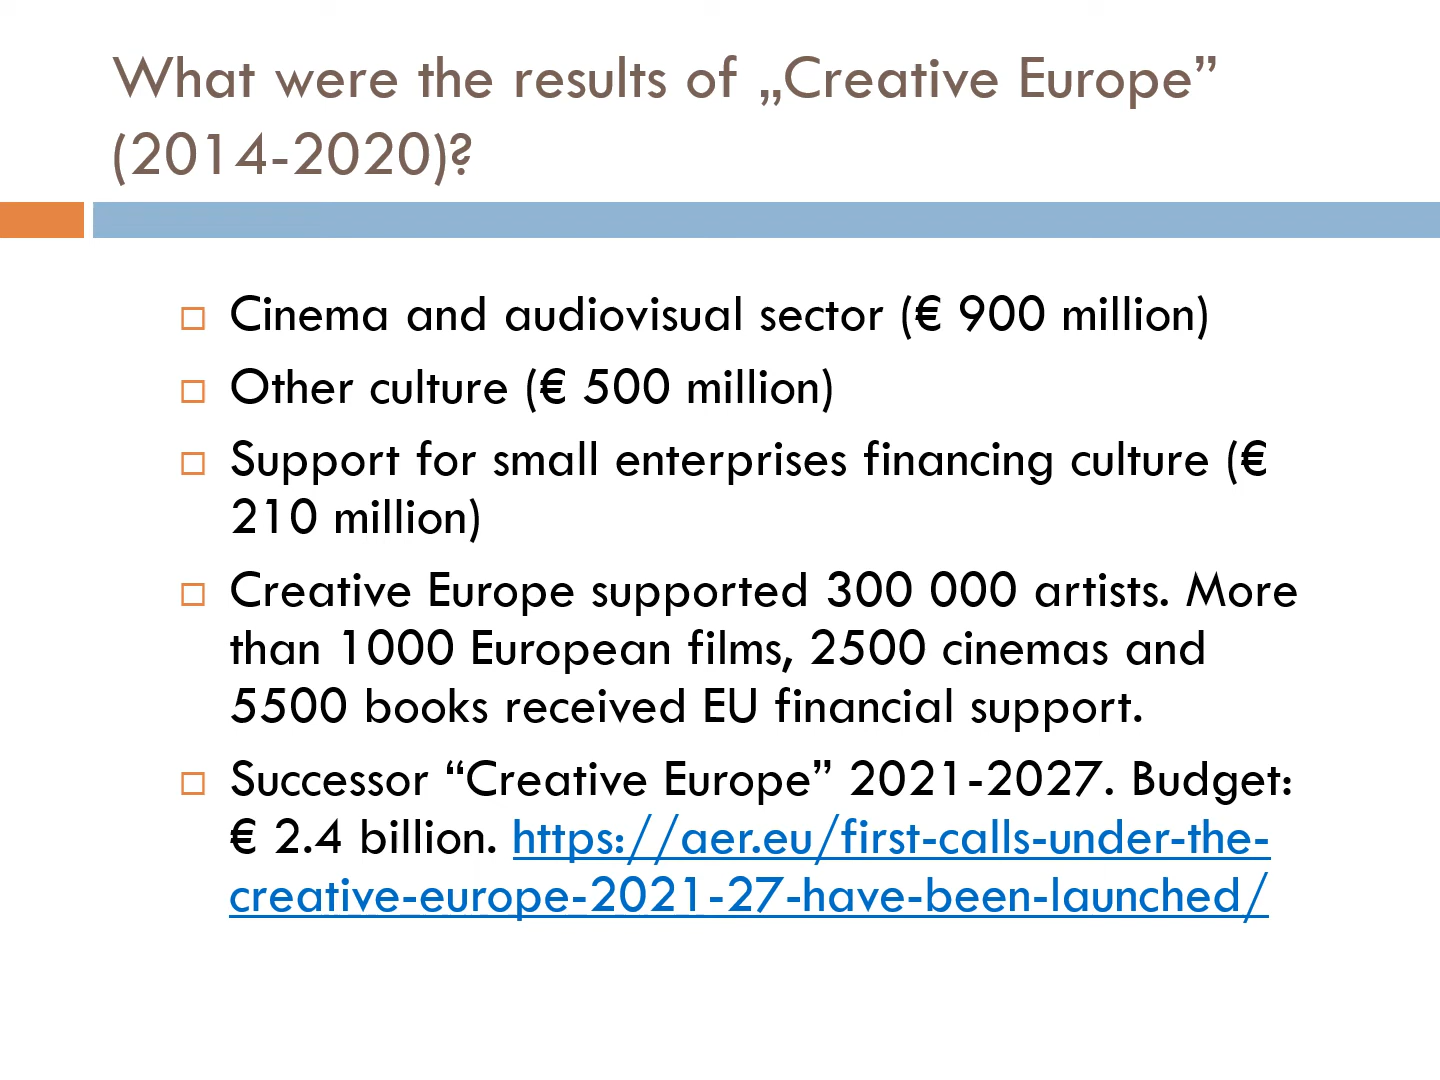 What were the results of „Creative Europe”
(2014-2020)?
Cinema and audiovisual sector (€ 900 million)
Other culture (€ 500 million)
Support for small enterprises financing culture (€
210 million)
Creative Europe supported 300 000 artists. More
than 1000 European films, 2500 cinemas and
5500 books received EU financial support.
Successor “Creative Europe” 2021-2027. Budget:
€ 2.4 billion. https://aer.eu/first-calls-under-the-
creative-europe-2021-27-have-been-launched/